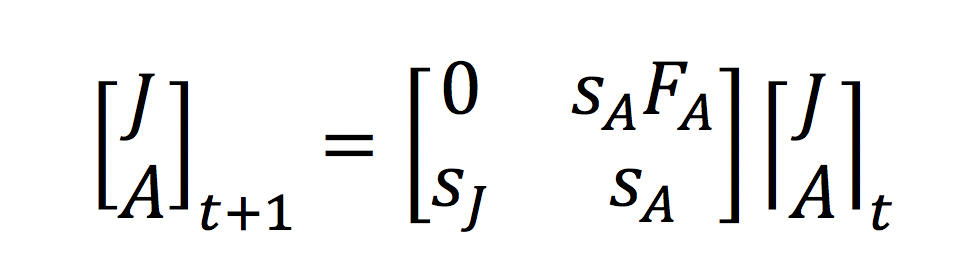 [J A]_{t+1} = [0 s_A F_A; s_J s_A] [J A]_t